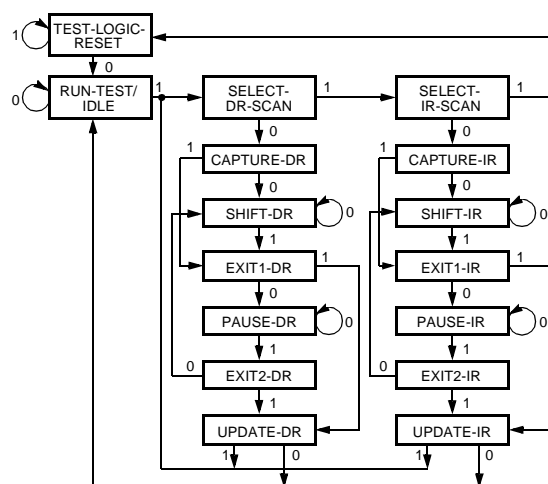 TEST-LOGIC-
RESET
1
0
RUN-TEST/
IDLE
0
1
SELECT-
DR-SCAN
1
SELECT-
IR-SCAN
1
0
0
1
CAPTURE-DR
1
CAPTURE-IR
0
0
SHIFT-DR
0
SHIFT-IR
0
1
1
EXIT1-DR
1
EXIT1-IR
1
0
0
PAUSE-DR
0
PAUSE-IR
0
1
1
0
EXIT2-DR
0
EXIT2-IR
1
1
UPDATE-DR
UPDATE-IR
1
0
1
0